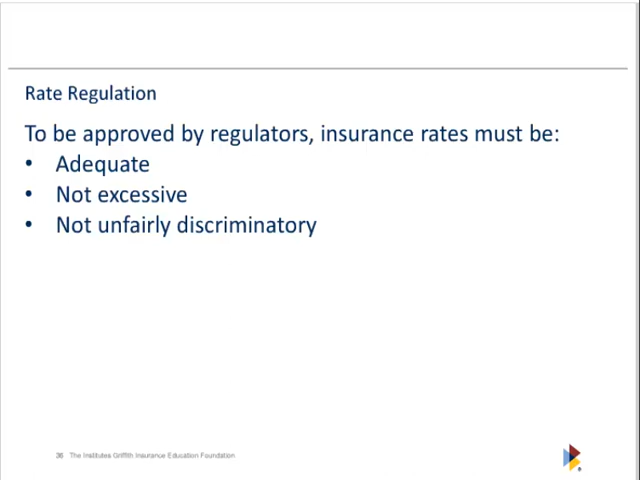 Rate Regulation
To be approved by regulators, insurance rates must be:
• Adequate
• Not excessive
• Not unfairly discriminatory
36 The Institutes Griffith Insurance Education Foundation
®